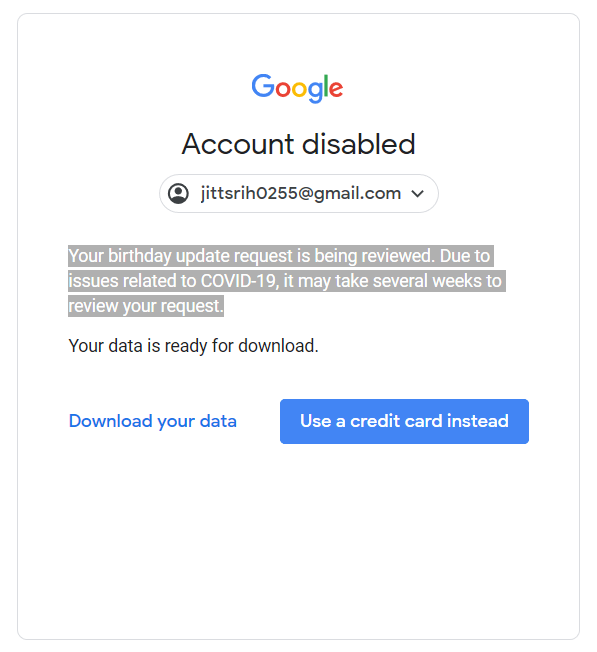 Google
Account disabled
jittsrih0255@gmail.com
Your birthday update request is being reviewed. Due to
issues related to COVID-19, it may take several weeks to
review your request.
Your data is ready for download.
Download your data
Use a credit card instead